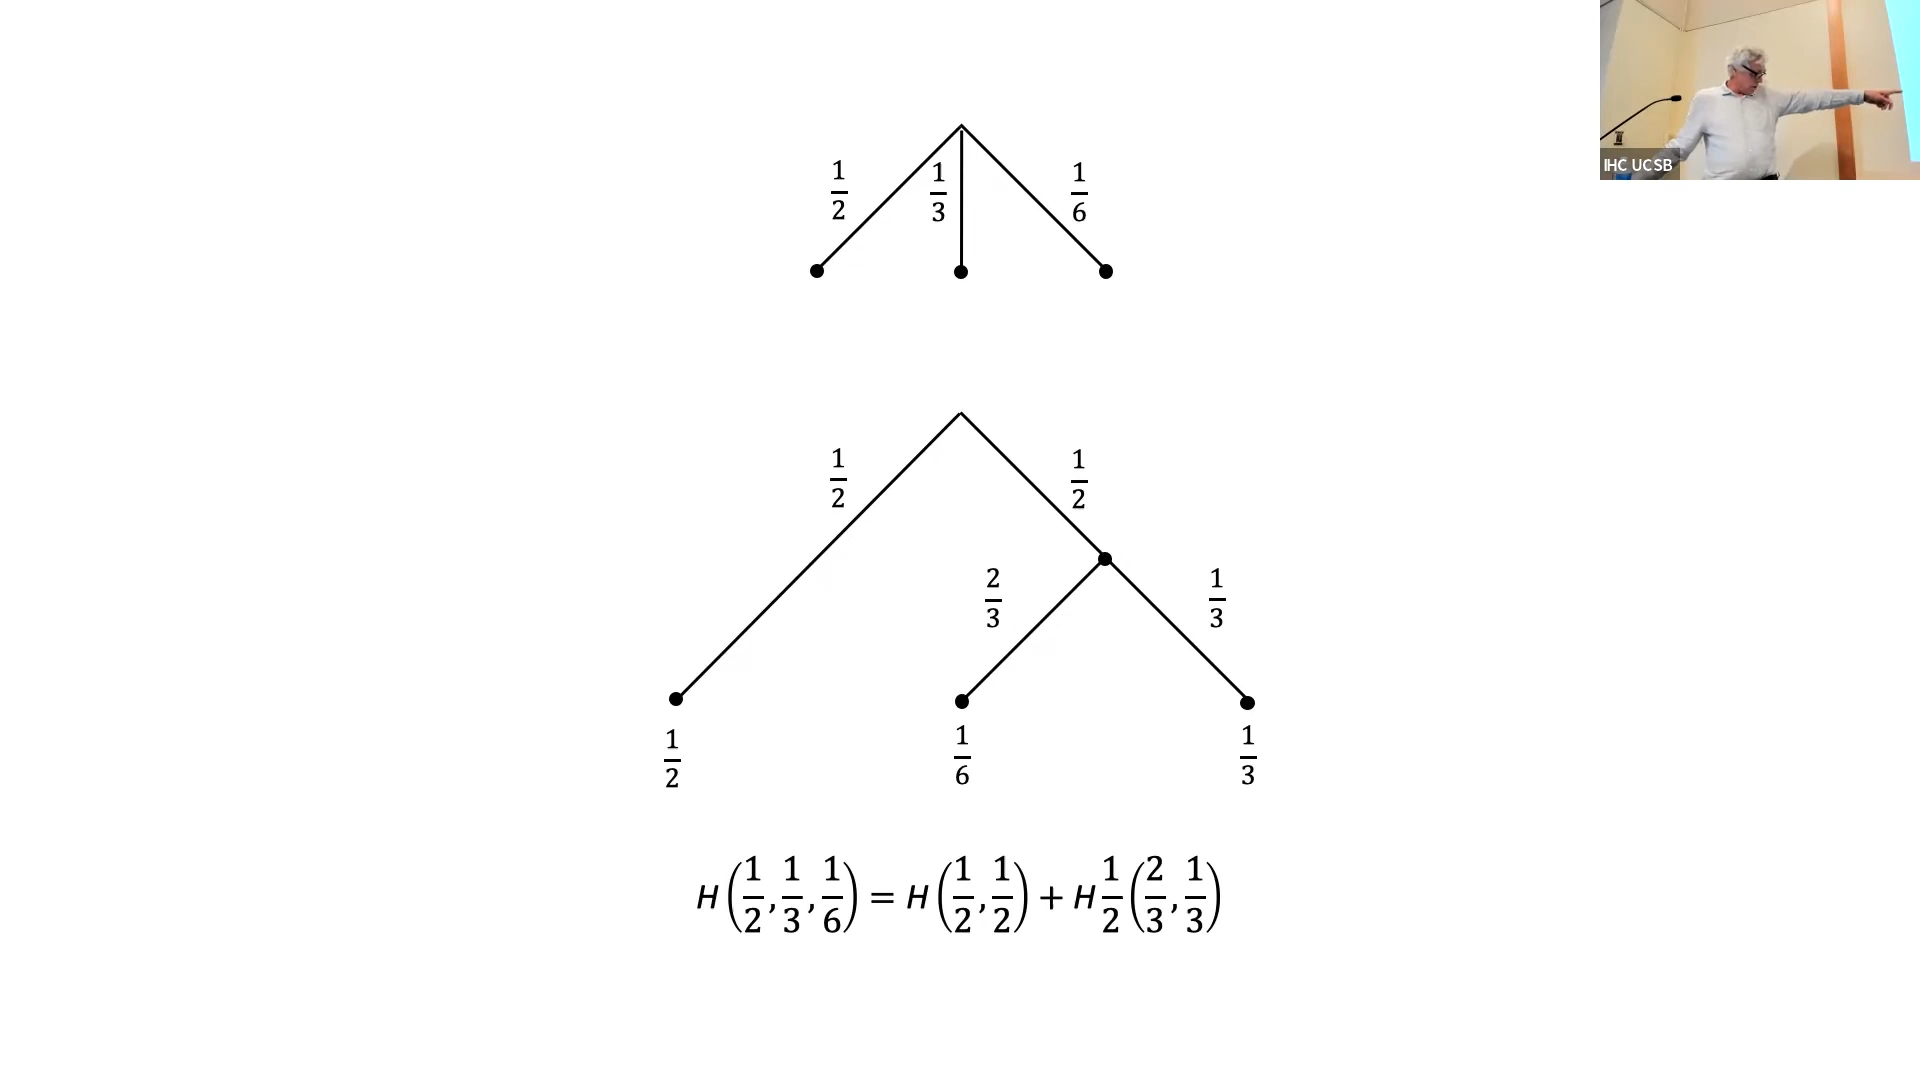 IHC UCSB
1/2 1/3 1/6
1/2 1/2
2/3 1/3
1/2 1/6 1/3
H(1/2, 1/3, 1/6) = H(1/2, 1/2) + H 1/2 (2/3, 1/3)